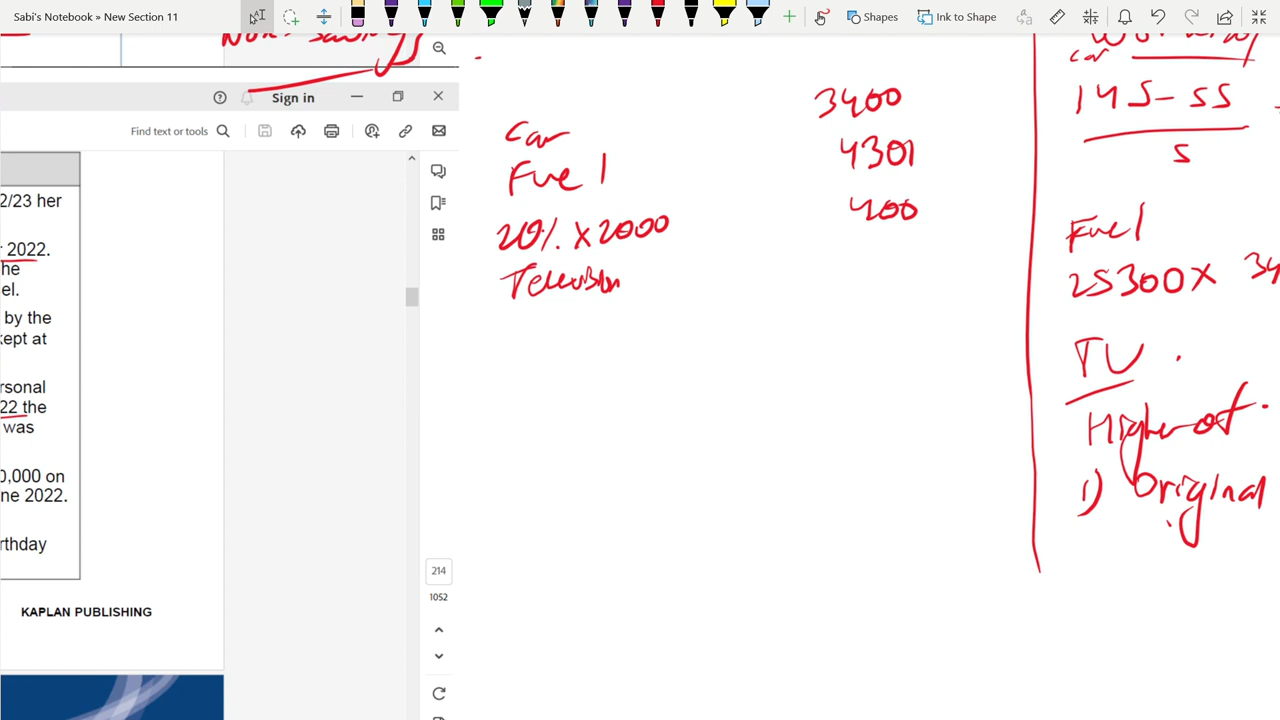 Sabi's Notebook » New Section 11
Shapes
Ink to Shape
Sign in
Find text or tools
2/23 her
2022.
he
el.
by the
kept at
rsonal
22 the
was
0,000 on
ne 2022.
rthday
KAPLAN PUBLISHING
214
1052
Car
Fuel
20% x 2000
Television
3400
4301
400
car
145-55
5
Fuel
25300 x 34
TV
Higher of
1) Original